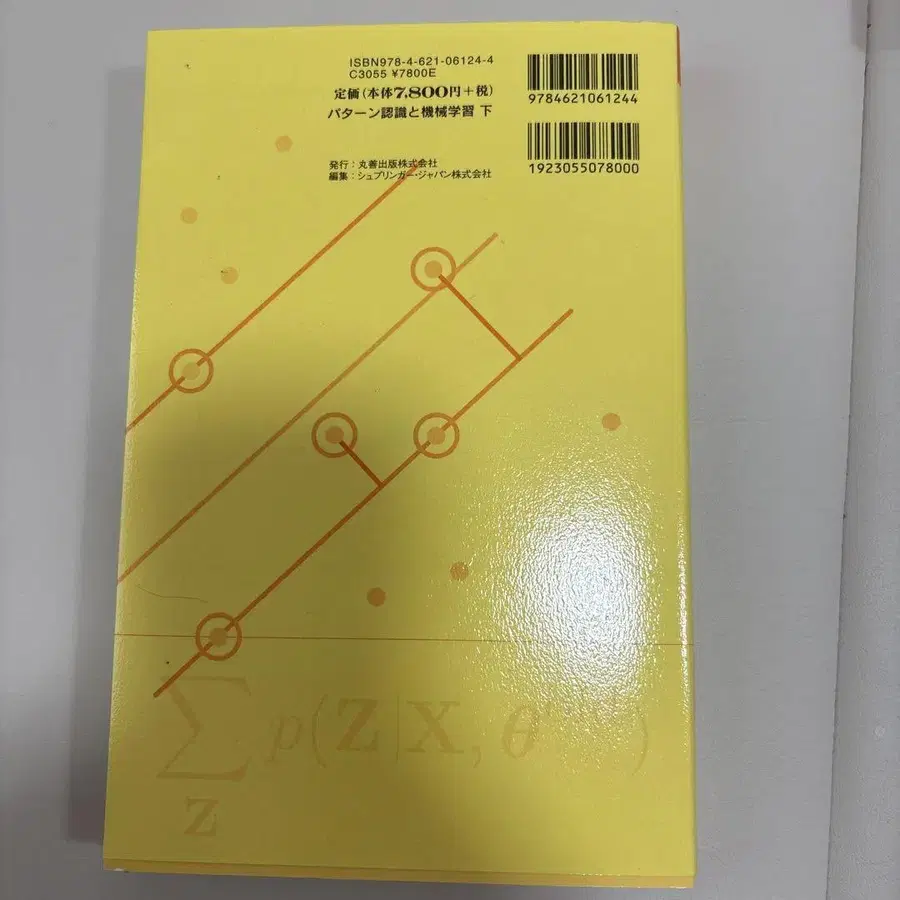 ISBN978-4-621-06124-4
C3055 ¥7800E
定価(本体7,800円+税)
パターン認識と機械学習 下
発行:丸善出版株式会社
編集:シュプリンガー・ジャパン株式会社
9784621061244
1923055078000
∑ p(Z|X, θ )
Z